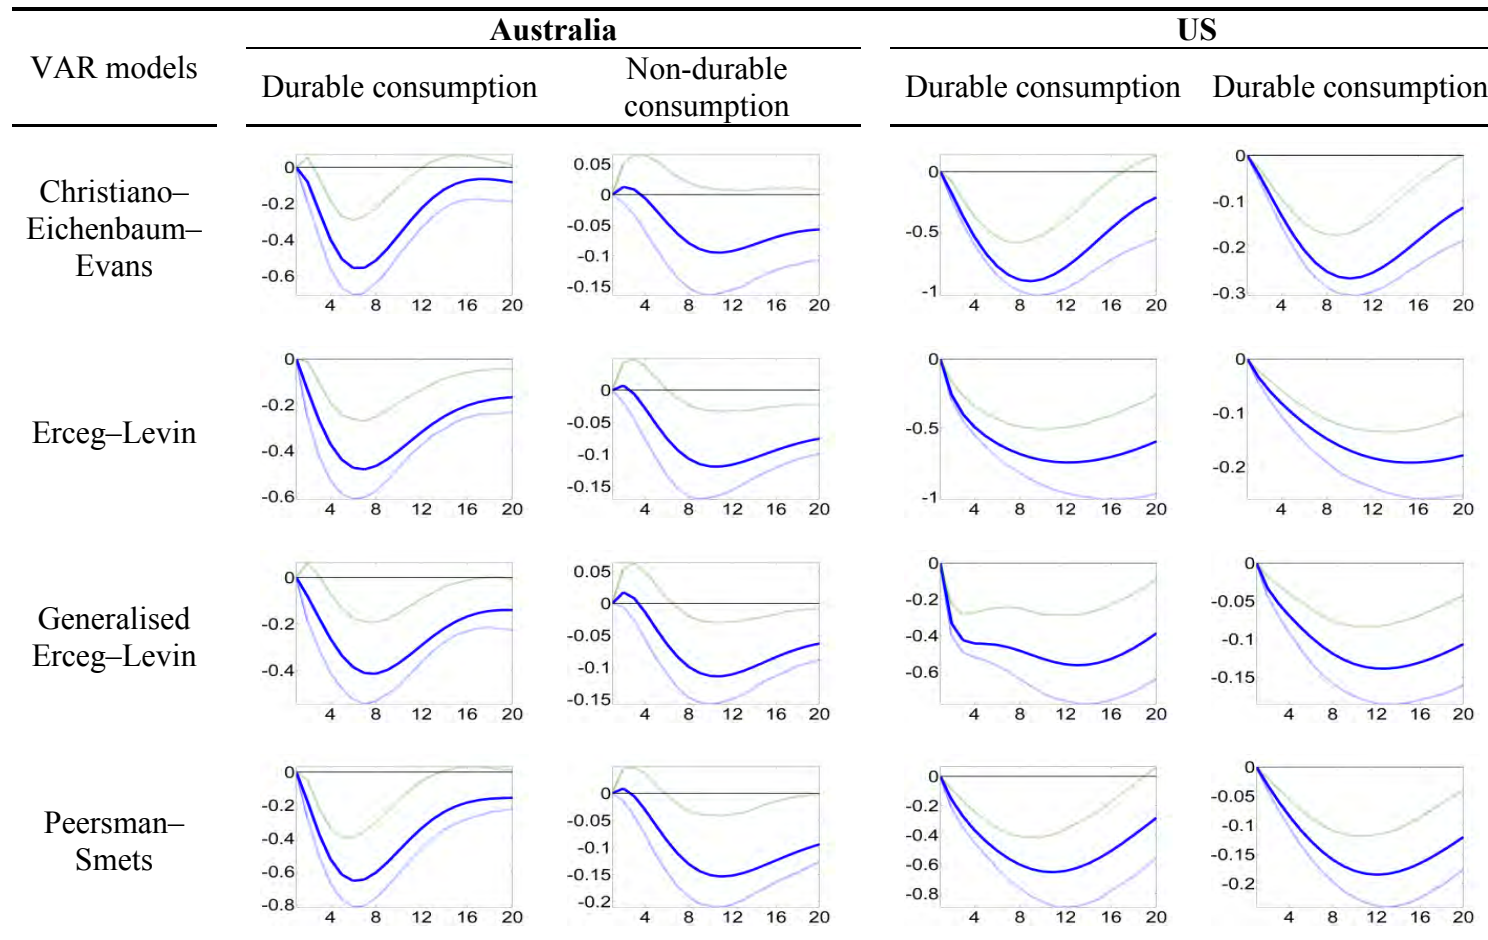 Australia
US
VAR models
Durable consumption
Non-durable
consumption
Durable consumption
Durable consumption
Christiano–
Eichenbaum–
Evans
0
-0.2
-0.4
-0.6
4 8 12 16 20
0.05
0
-0.05
-0.1
-0.15
4 8 12 16 20
0
-0.5
-1
4 8 12 16 20
0
-0.1
-0.2
-0.3
4 8 12 16 20
Erceg–Levin
0
-0.2
-0.4
-0.6
4 8 12 16 20
0
-0.05
-0.1
-0.15
4 8 12 16 20
0
-0.5
-1
4 8 12 16 20
0
-0.1
-0.2
4 8 12 16 20
Generalised
Erceg–Levin
0
-0.2
-0.4
4 8 12 16 20
0.05
0
-0.05
-0.1
-0.15
4 8 12 16 20
0
-0.2
-0.4
-0.6
4 8 12 16 20
0
-0.05
-0.1
-0.15
4 8 12 16 20
Peersman–
Smets
0
-0.2
-0.4
-0.6
-0.8
4 8 12 16 20
0
-0.05
-0.1
-0.15
-0.2
4 8 12 16 20
0
-0.2
-0.4
-0.6
-0.8
4 8 12 16 20
0
-0.05
-0.1
-0.15
-0.2
4 8 12 16 20